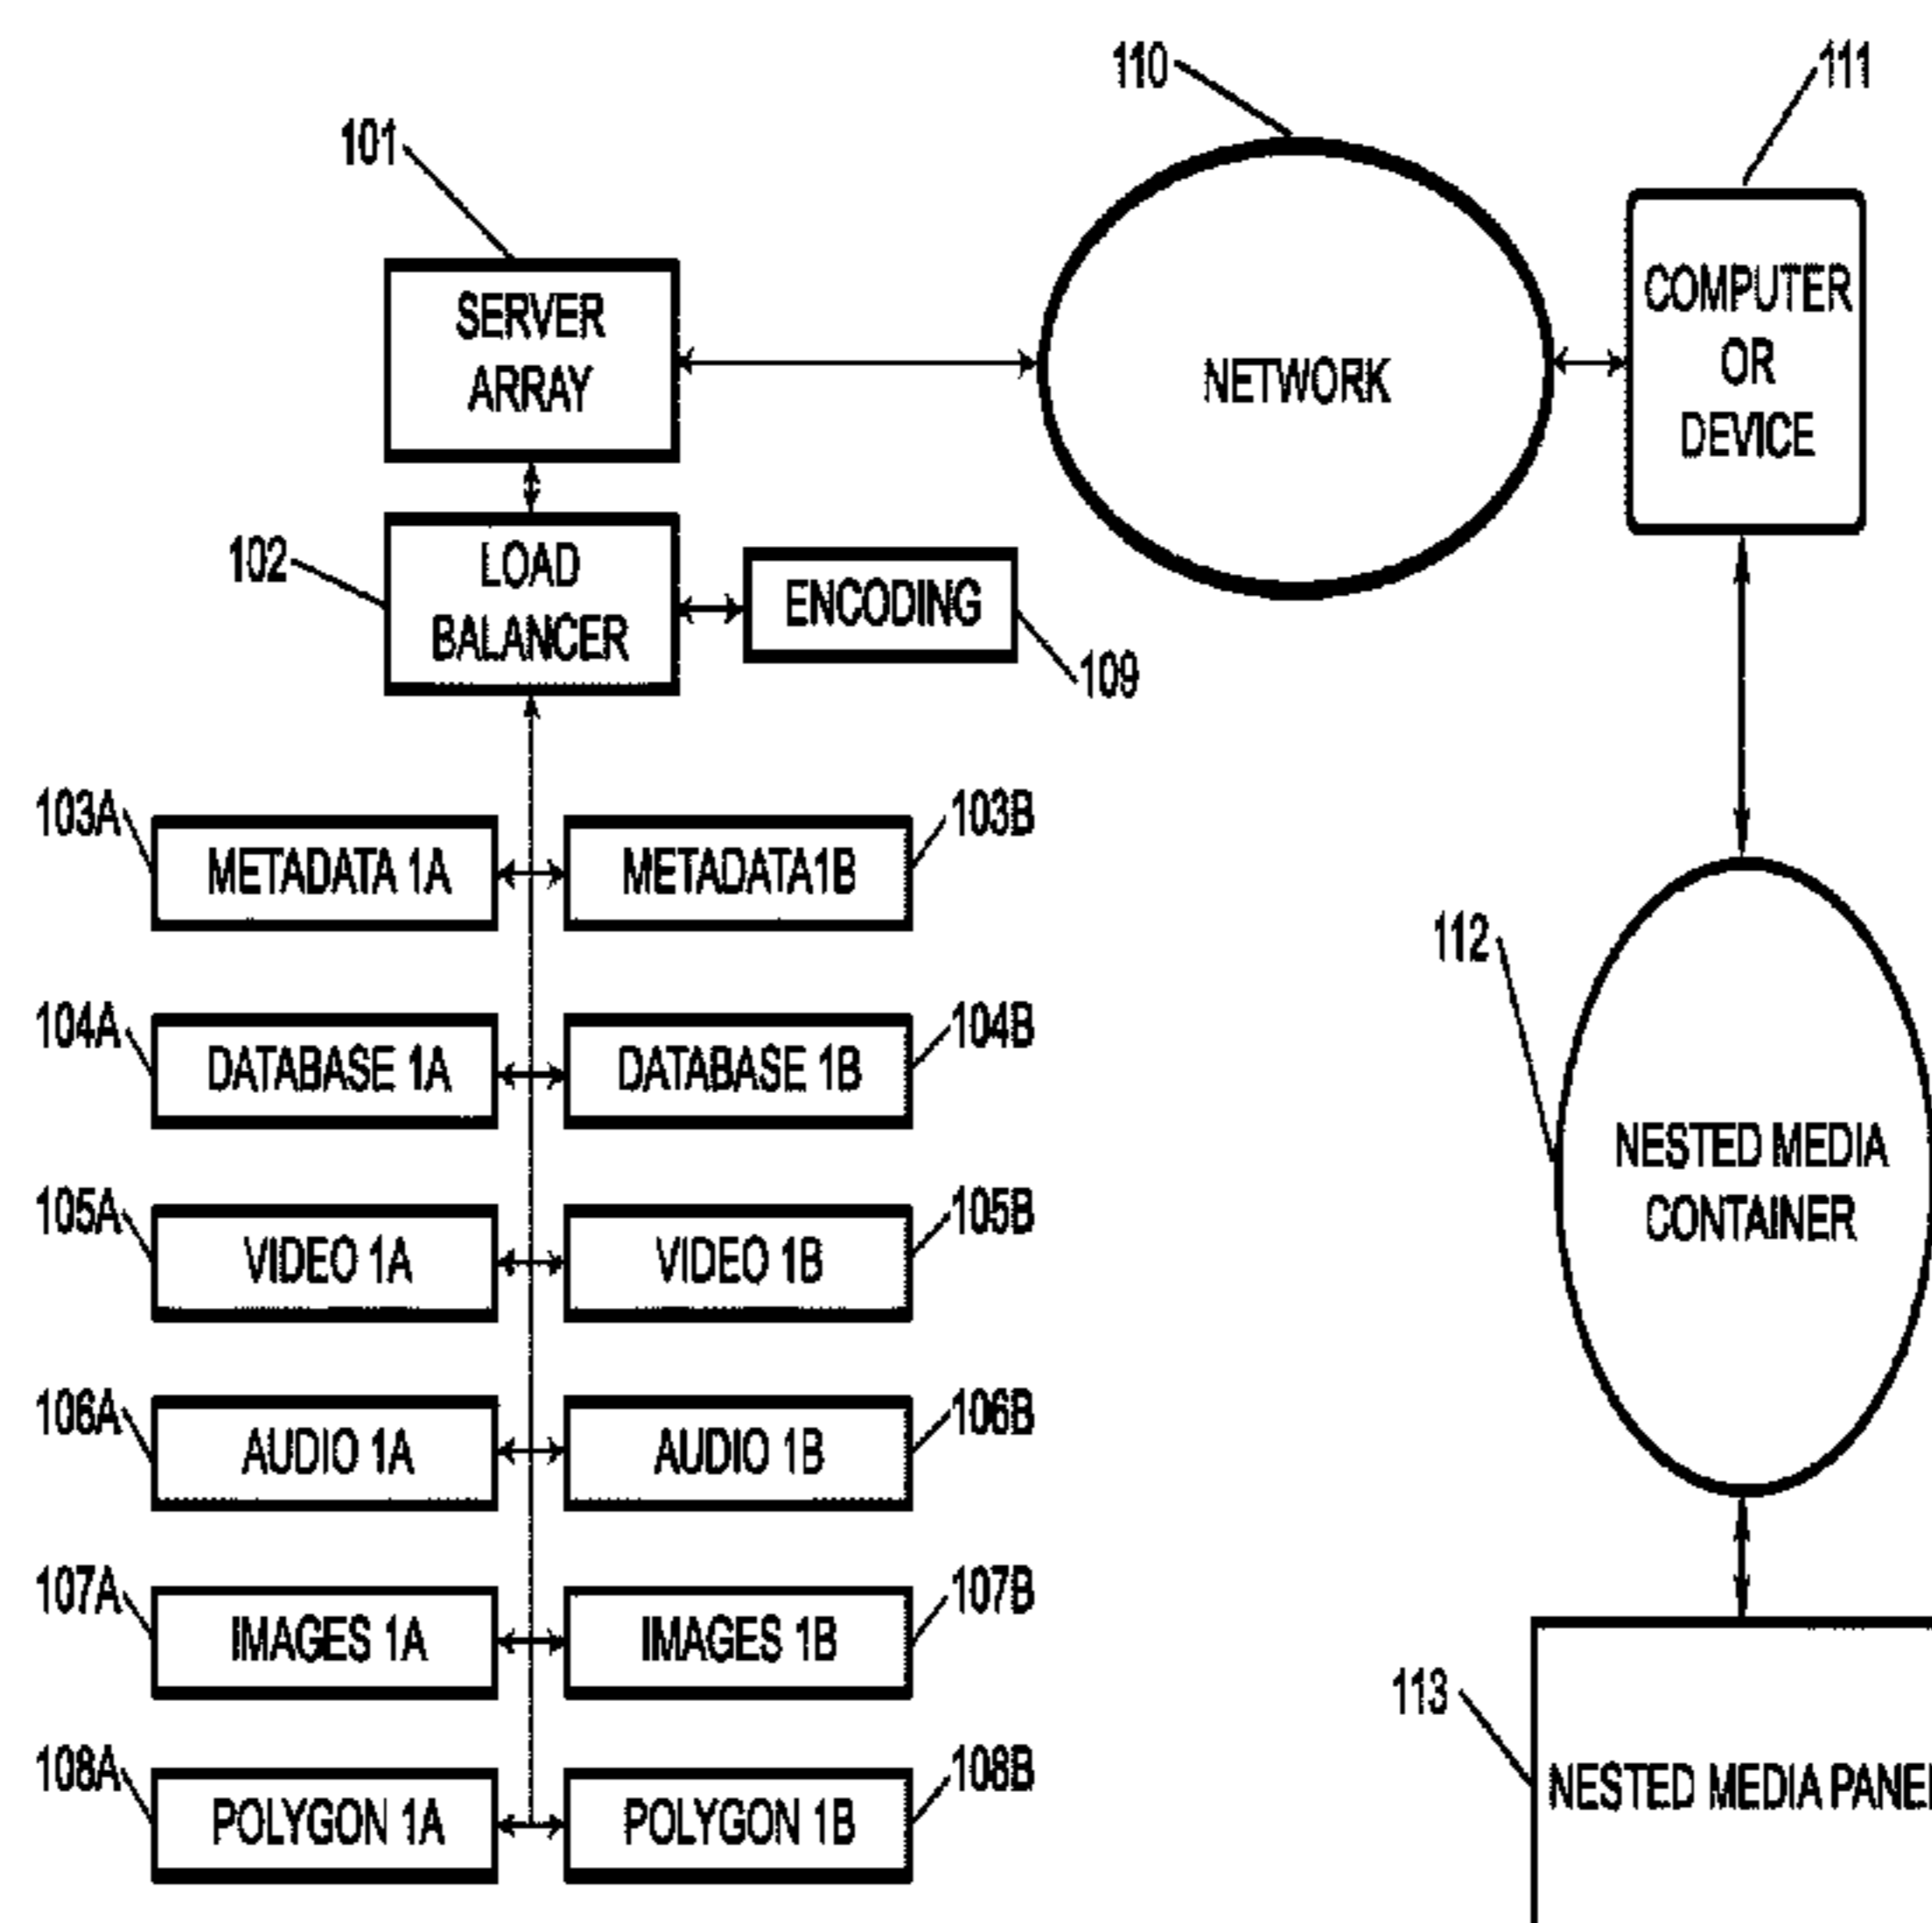 110
111
101
SERVER
ARRAY
NETWORK
COMPUTER
OR
DEVICE
102
LOAD
BALANCER
ENCODING
109
103A
METADATA 1A
METADATA1B
103B
104A
DATABASE 1A
DATABASE 1B
104B
112
NESTED MEDIA
CONTAINER
105A
VIDEO 1A
VIDEO 1B
105B
106A
AUDIO 1A
AUDIO 1B
106B
107A
IMAGES 1A
IMAGES 1B
107B
113
108A
POLYGON 1A
POLYGON 1B
108B
NESTED MEDIA PANEL